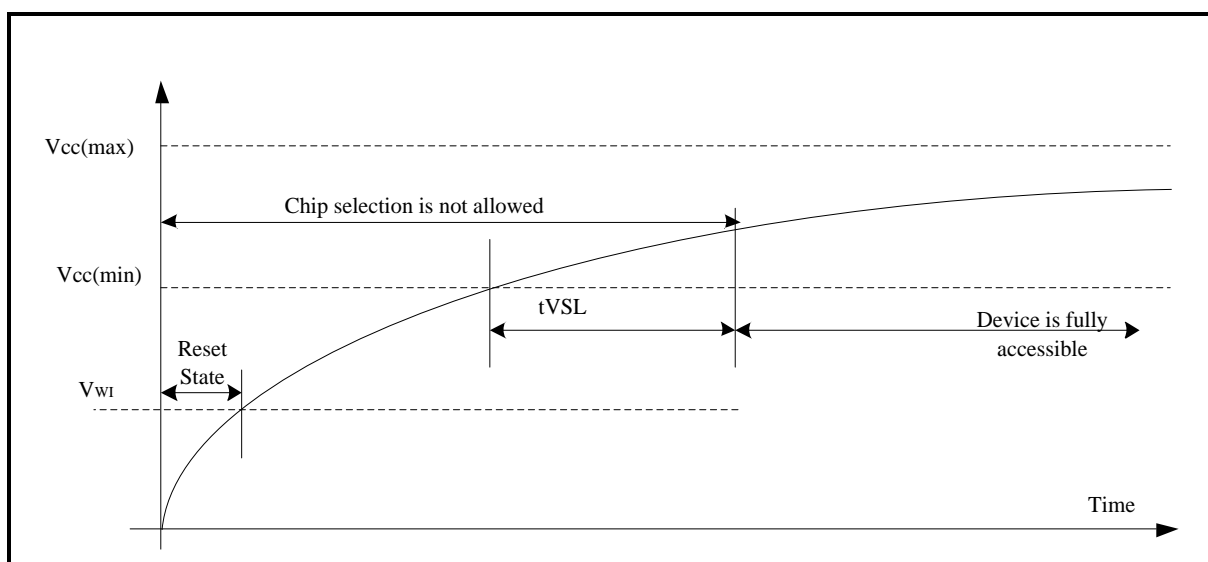 Vcc(max)
Chip selection is not allowed
Vcc(min)
tVSL
Device is fully
accessible
Reset
State
VWI
Time